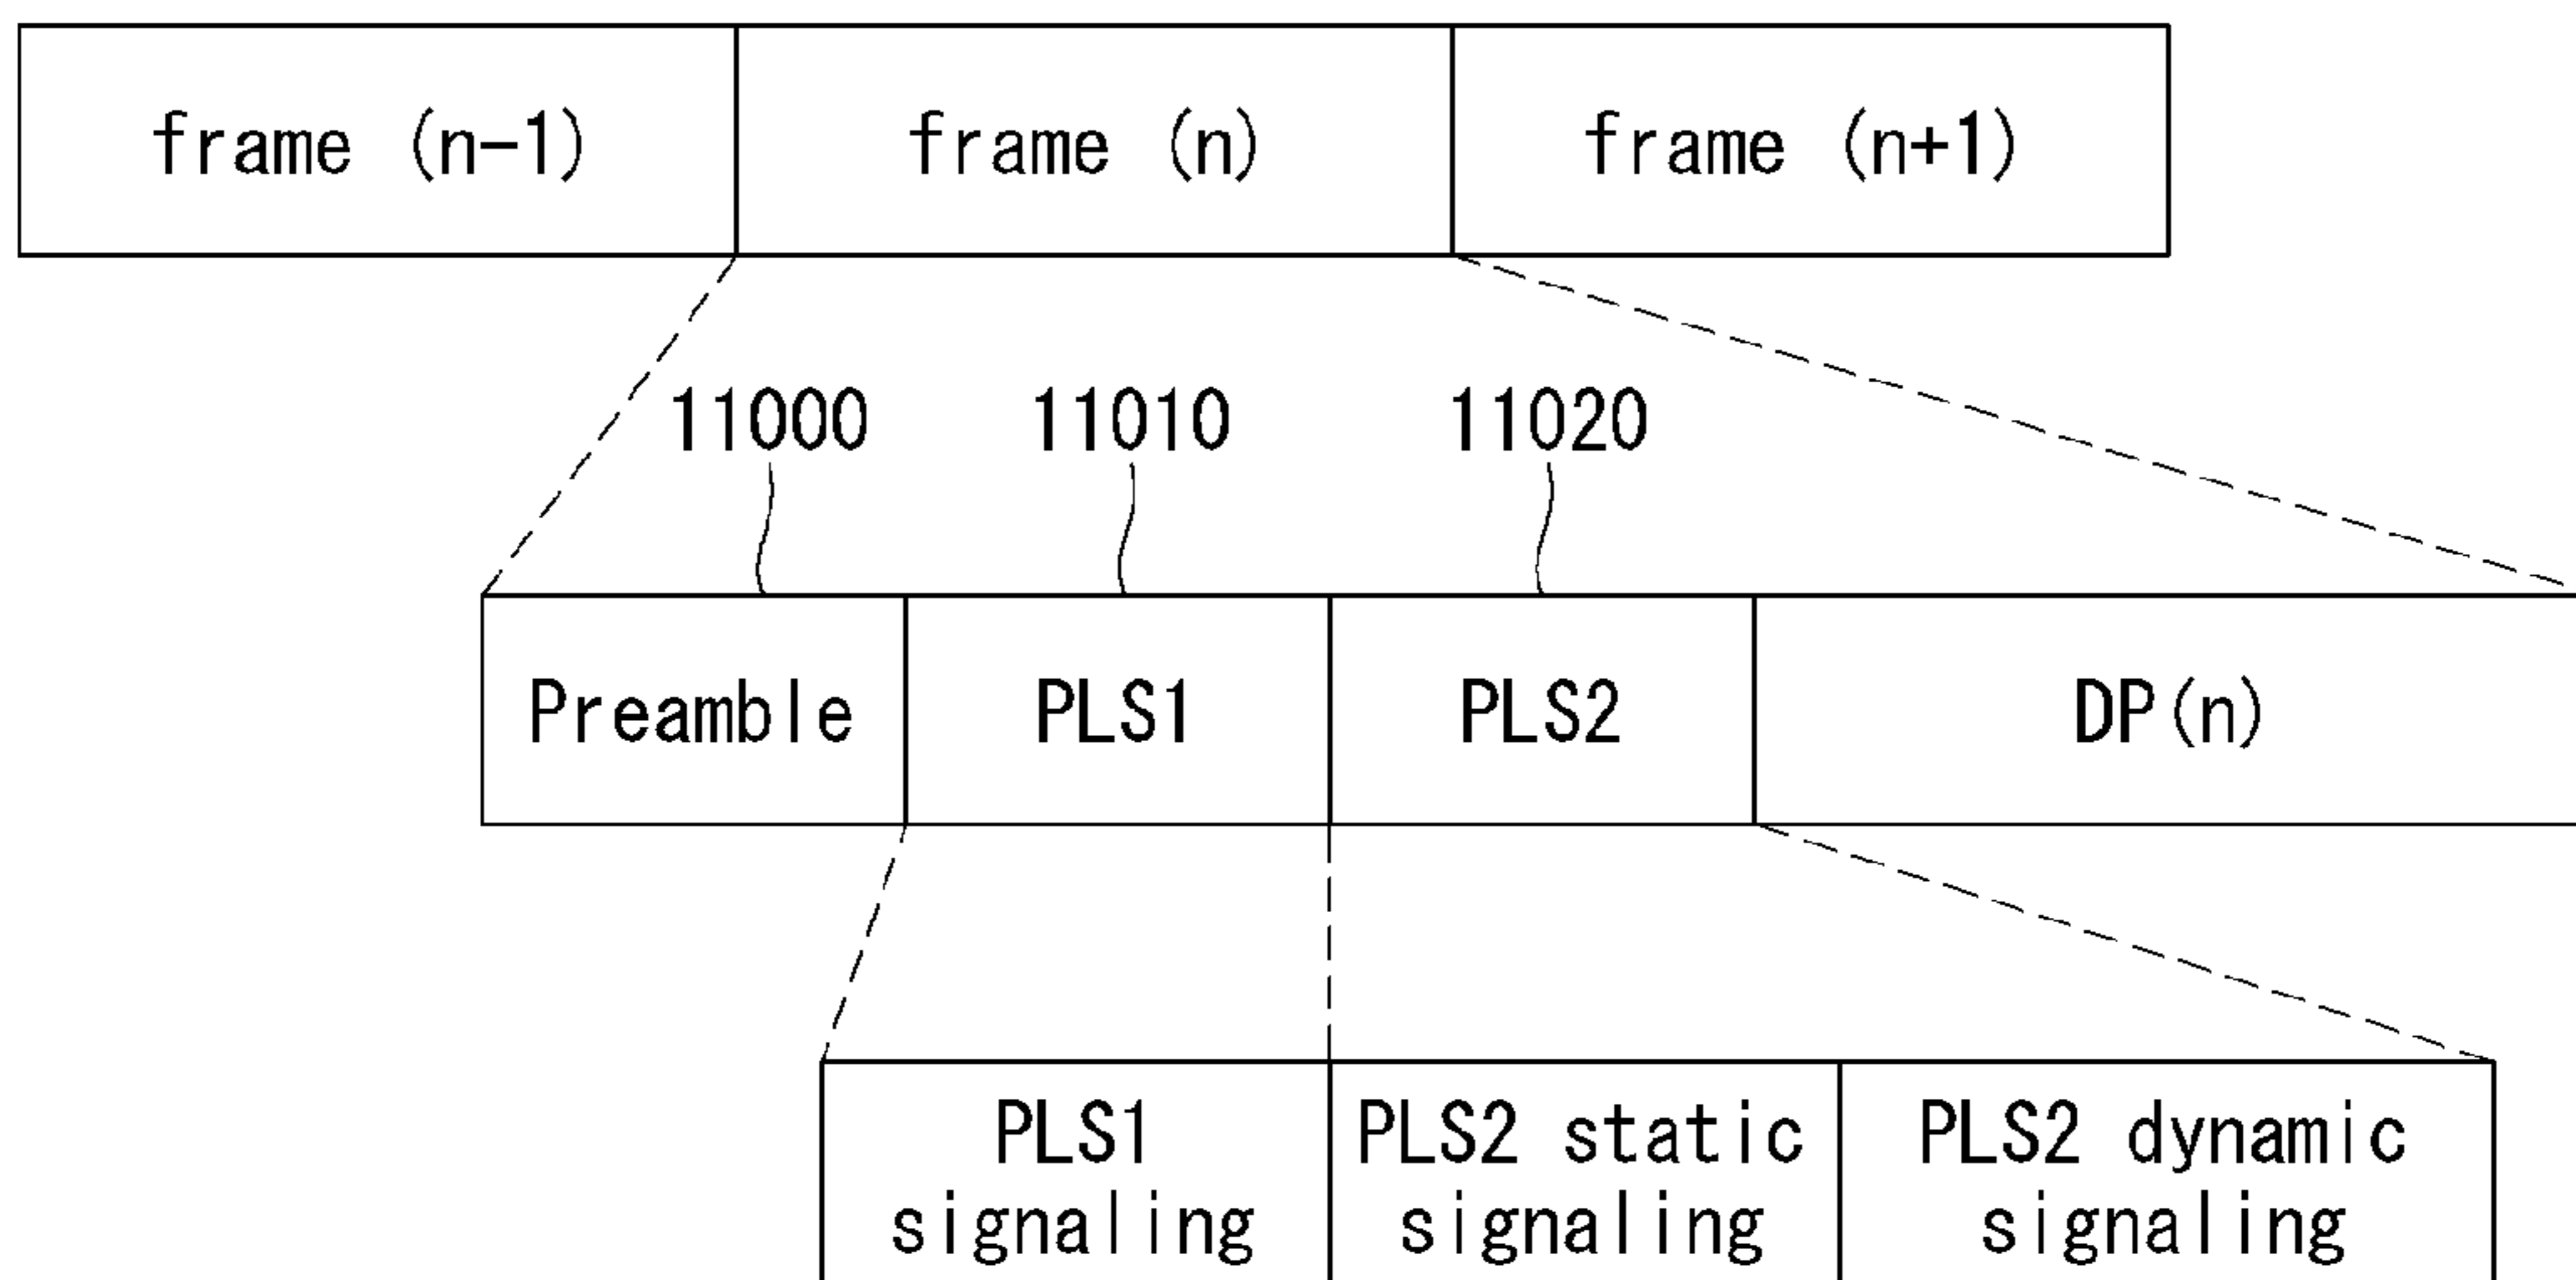 frame (n-1) frame (n) frame (n+1)
11000 11010 11020
Preamble PLS1 PLS2 DP(n)
PLS1 PLS2 static PLS2 dynamic
signaling signaling signaling